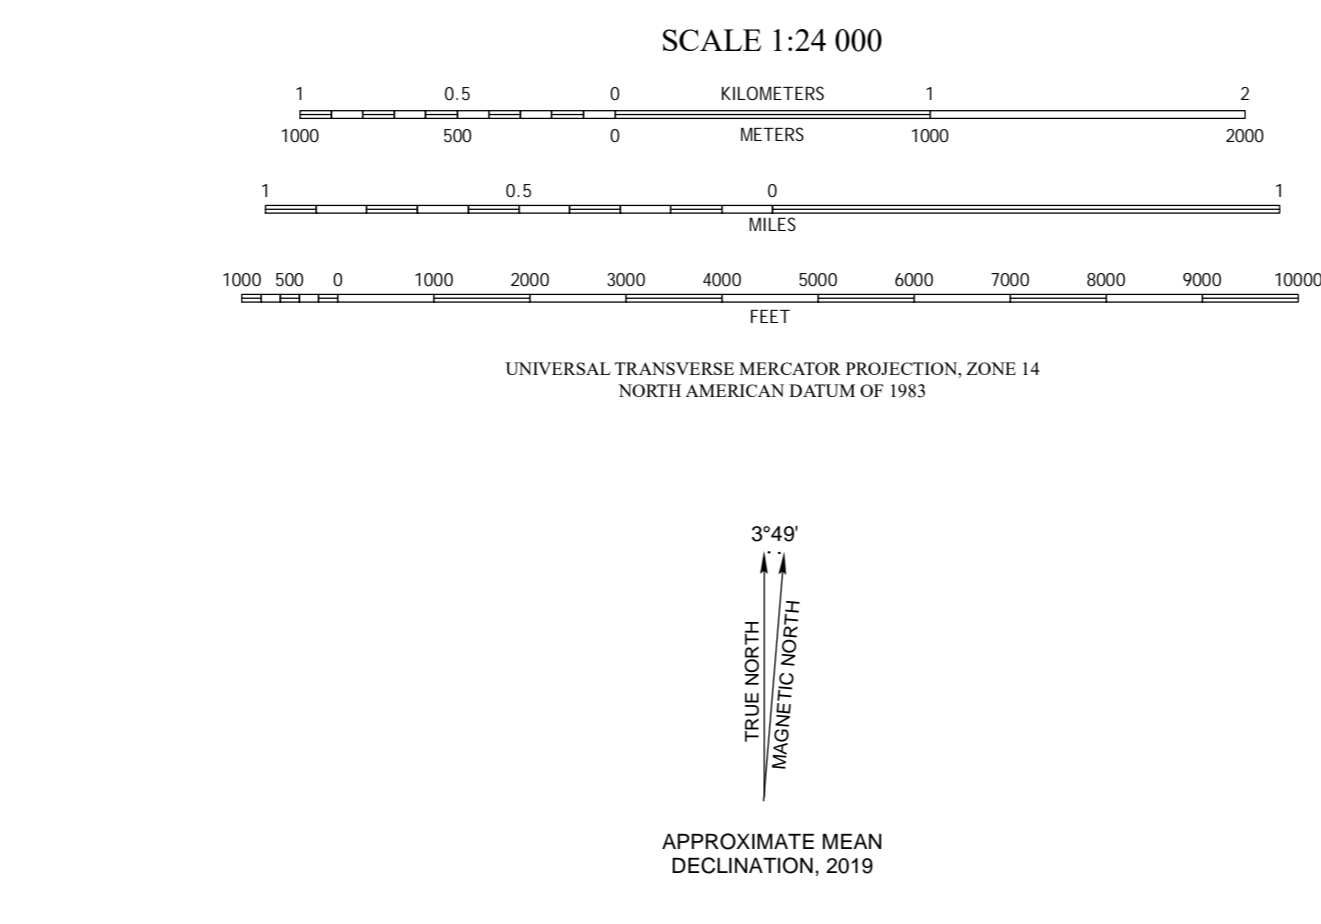 SCALE 1:24 000
1 0.5 0 KILOMETERS 1 2
1000 500 0 METERS 1000 2000
1 0.5 0 1
MILES
1000 500 0 1000 2000 3000 4000 5000 6000 7000 8000 9000 10000
FEET
UNIVERSAL TRANSVERSE MERCATOR PROJECTION, ZONE 14
NORTH AMERICAN DATUM OF 1983
3°49'
TRUE NORTH
MAGNETIC NORTH
APPROXIMATE MEAN
DECLINATION, 2019